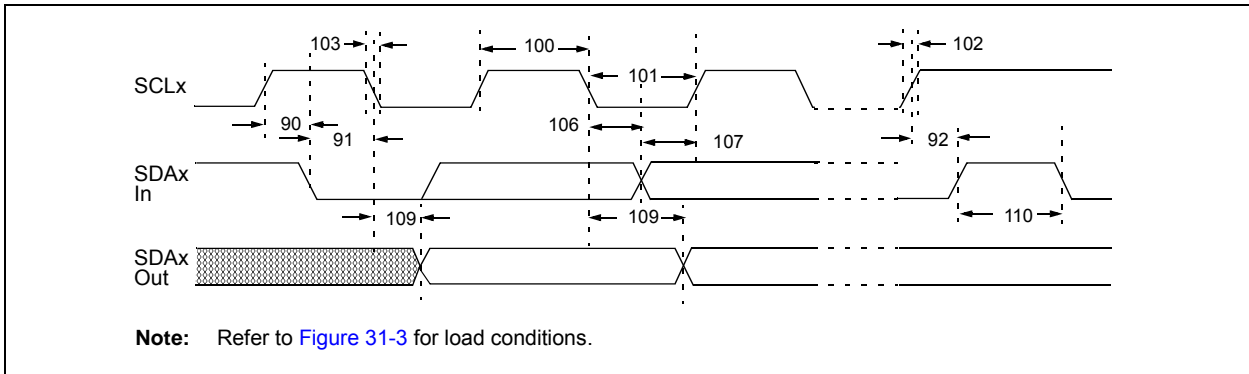 103
100
101
102
SCLx
90
91
106
107
92
SDAx
In
109
109
110
SDAx
Out
Note: Refer to Figure 31-3 for load conditions.